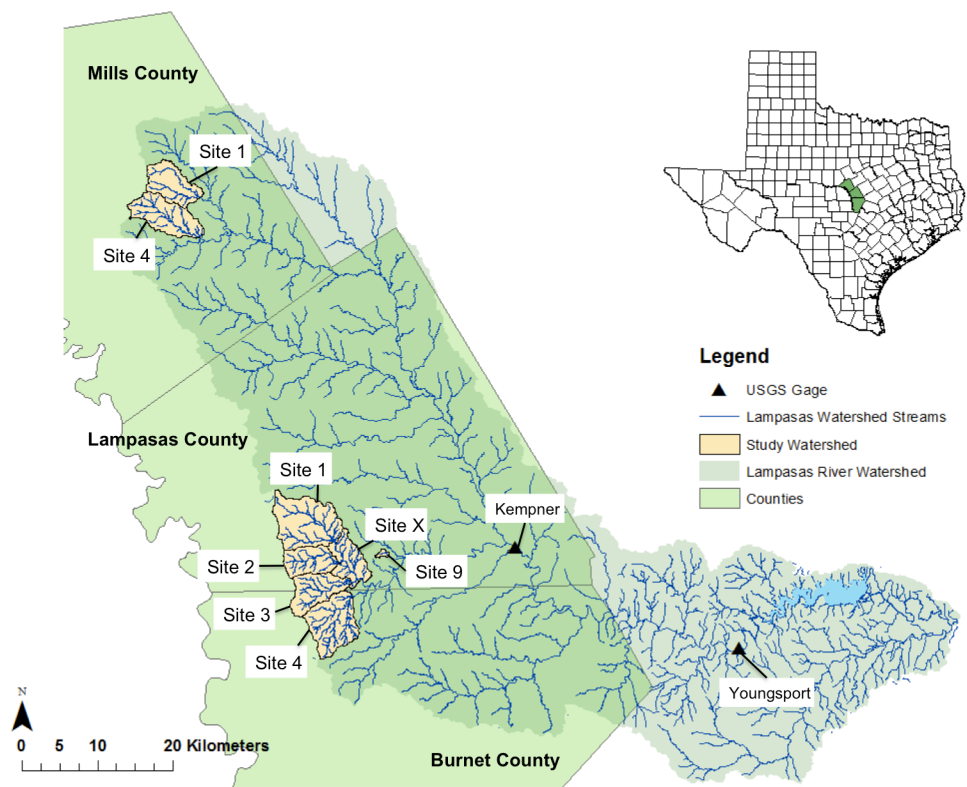 Mills County
Site 1
Site 4
Lampasas County
Site 1
Site X
Kempner
Site 2
Site 9
Site 3
Site 4
Youngsport
Burnet County
N
0 5 10 20 Kilometers
Legend
USGS Gage
Lampasas Watershed Streams
Study Watershed
Lampasas River Watershed
Counties